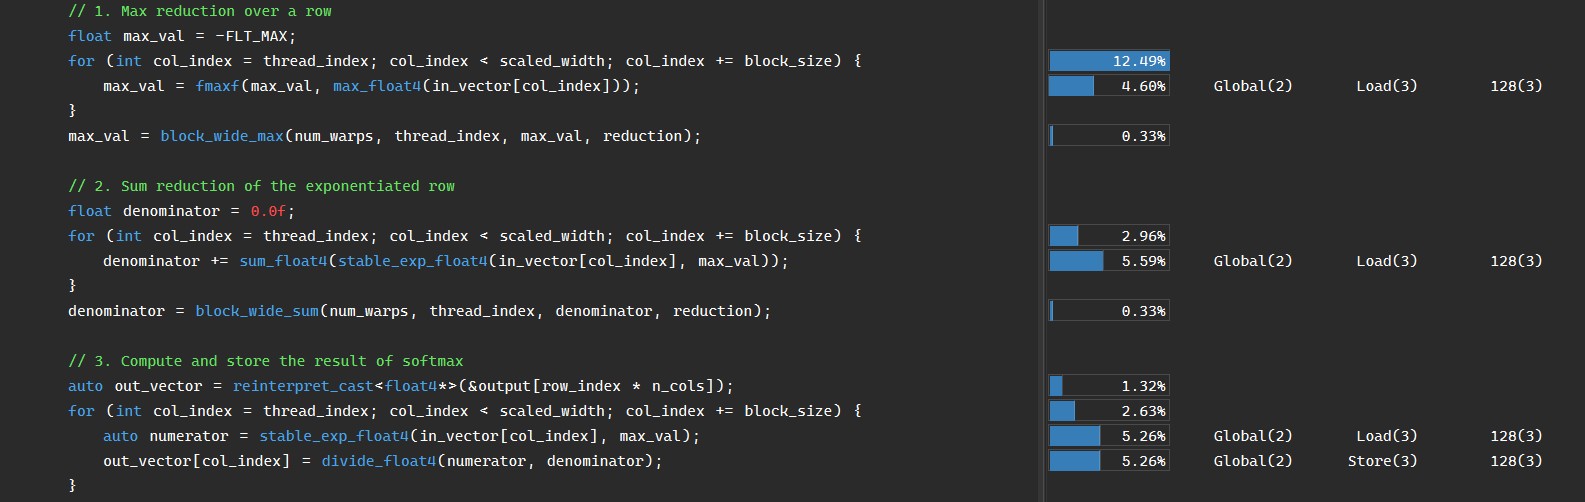 // 1. Max reduction over a row
float max_val = -FLT_MAX;
for (int col_index = thread_index; col_index < scaled_width; col_index += block_size) { 12.49%
max_val = fmaxf(max_val, max_float4(in_vector[col_index])); 4.60% Global(2) Load(3) 128(3)
}
max_val = block_wide_max(num_warps, thread_index, max_val, reduction); 0.33%
// 2. Sum reduction of the exponentiated row
float denominator = 0.0f;
for (int col_index = thread_index; col_index < scaled_width; col_index += block_size) { 2.96%
denominator += sum_float4(stable_exp_float4(in_vector[col_index], max_val)); 5.59% Global(2) Load(3) 128(3)
}
denominator = block_wide_sum(num_warps, thread_index, denominator, reduction); 0.33%
// 3. Compute and store the result of softmax
auto out_vector = reinterpret_cast<float4*>(&output[row_index * n_cols]); 1.32%
for (int col_index = thread_index; col_index < scaled_width; col_index += block_size) { 2.63%
auto numerator = stable_exp_float4(in_vector[col_index], max_val); 5.26% Global(2) Load(3) 128(3)
out_vector[col_index] = divide_float4(numerator, denominator); 5.26% Global(2) Store(3) 128(3)
}